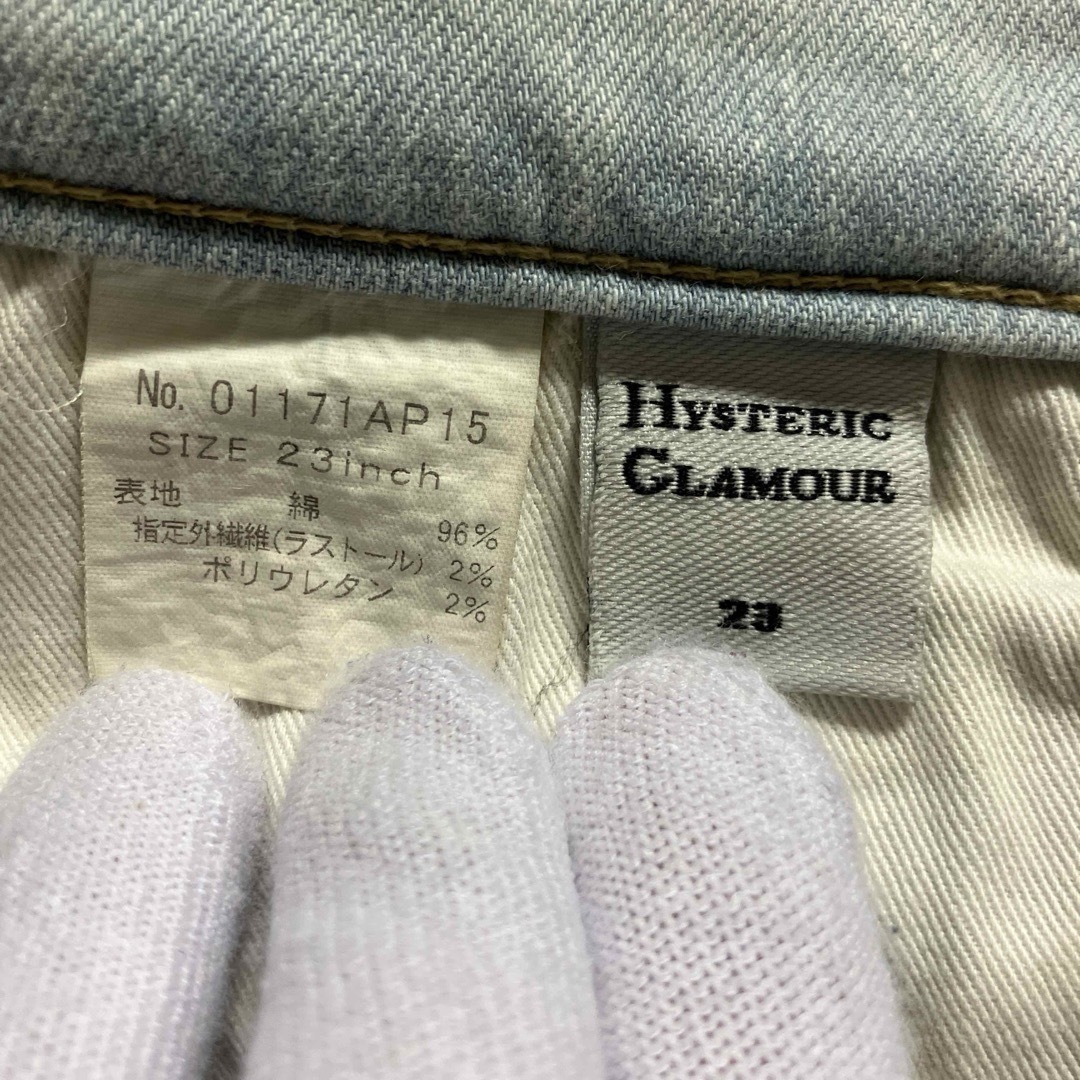 No. 01171AP15
SIZE 23inch
表地 綿 96%
指定外繊維(ラストール) 2%
ポリウレタン 2%
HYSTERIC
GLAMOUR
23